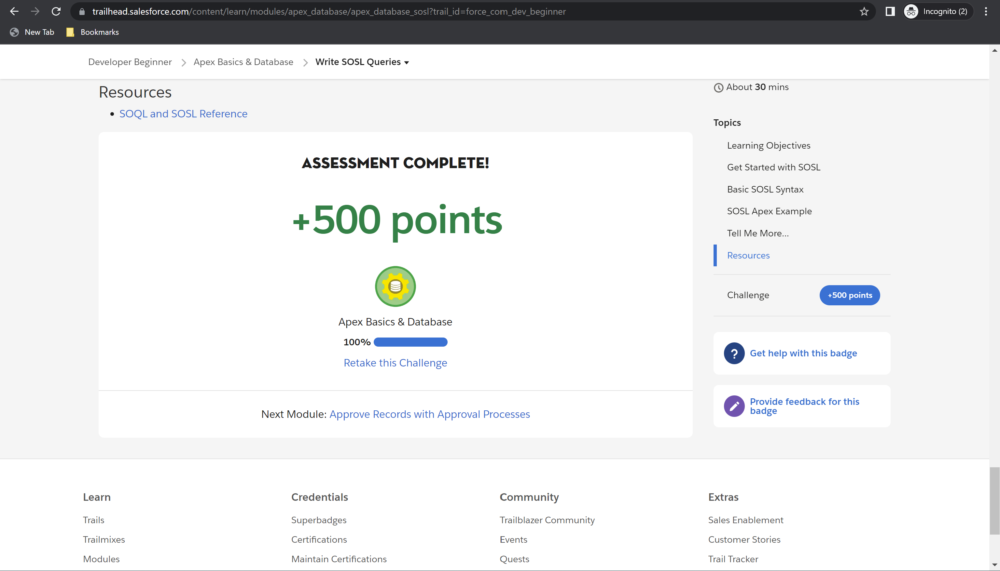 trailhead.salesforce.com/content/learn/modules/apex_database/apex_database_sosl?trail_id=force_com_dev_beginner
Incognito (2)
New Tab
Bookmarks
Developer Beginner
Apex Basics & Database
Write SOSL Queries
Resources
SOQL and SOSL Reference
ASSESSMENT COMPLETE!
+500 points
Apex Basics & Database
100%
Retake this Challenge
Next Module: Approve Records with Approval Processes
About 30 mins
Topics
Learning Objectives
Get Started with SOSL
Basic SOSL Syntax
SOSL Apex Example
Tell Me More...
Resources
Challenge
+500 points
?
Get help with this badge
Provide feedback for this
badge
Learn
Trails
Trailmixes
Modules
Credentials
Superbadges
Certifications
Maintain Certifications
Community
Trailblazer Community
Events
Quests
Extras
Sales Enablement
Customer Stories
Trail Tracker